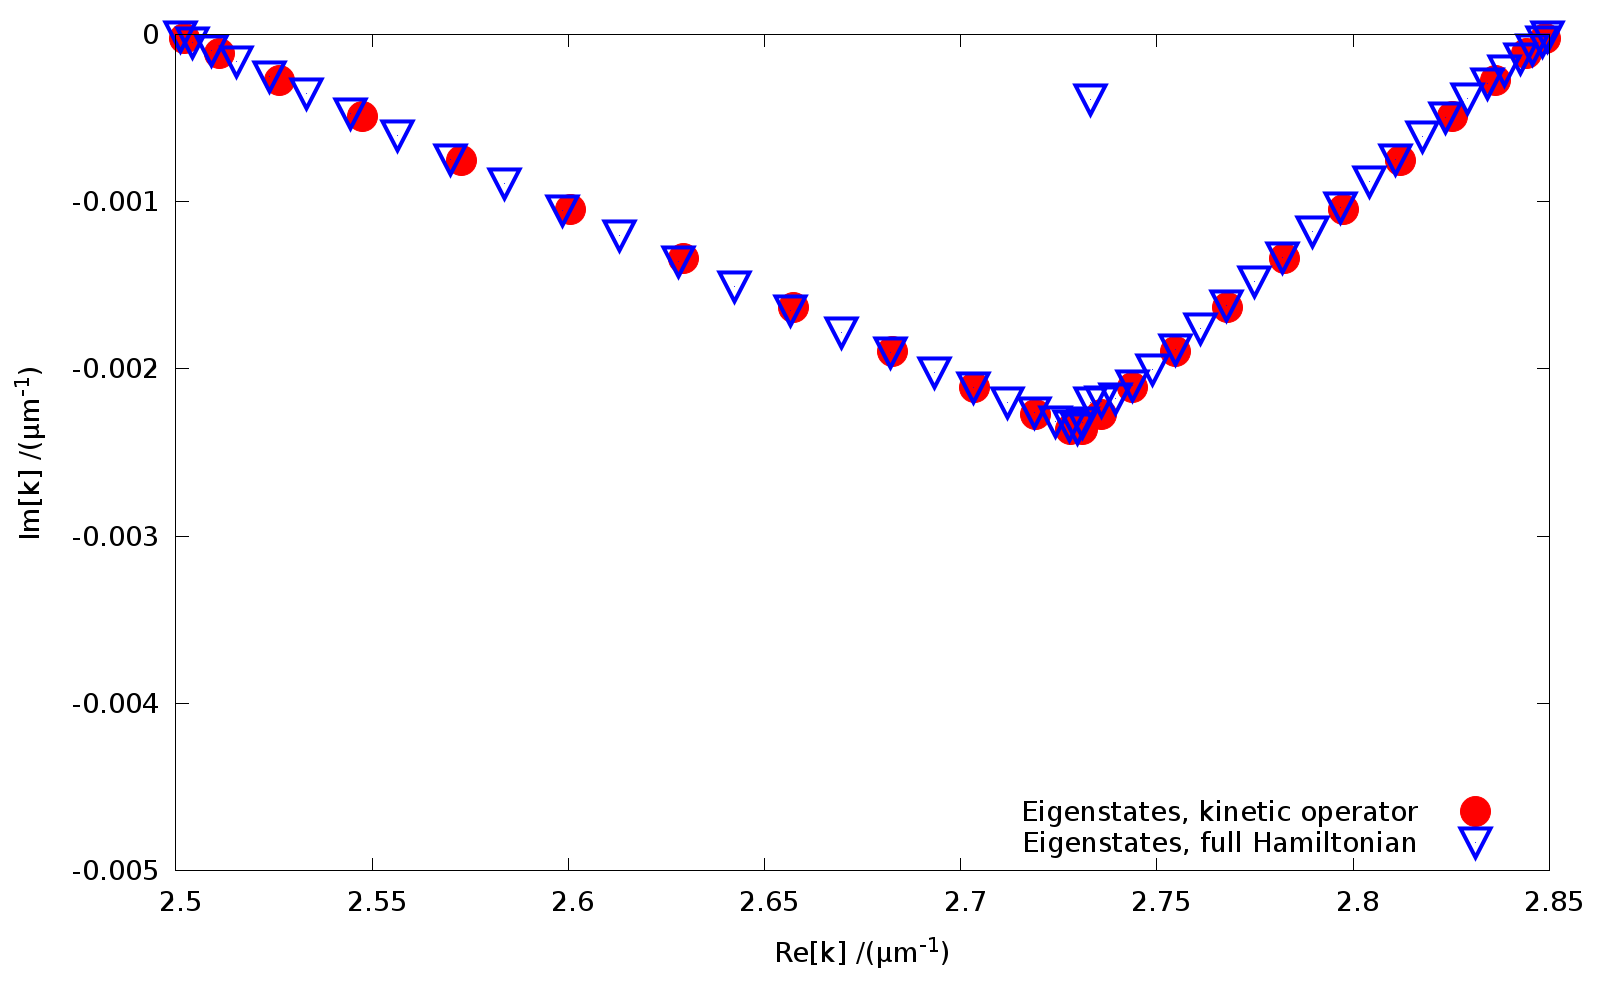 0
-0.001
-0.002
-0.003
-0.004
-0.005
Im[k] /(μm⁻¹)
Eigenstates, kinetic operator
Eigenstates, full Hamiltonian
2.5 2.55 2.6 2.65 2.7 2.75 2.8 2.85
Re[k] /(μm⁻¹)